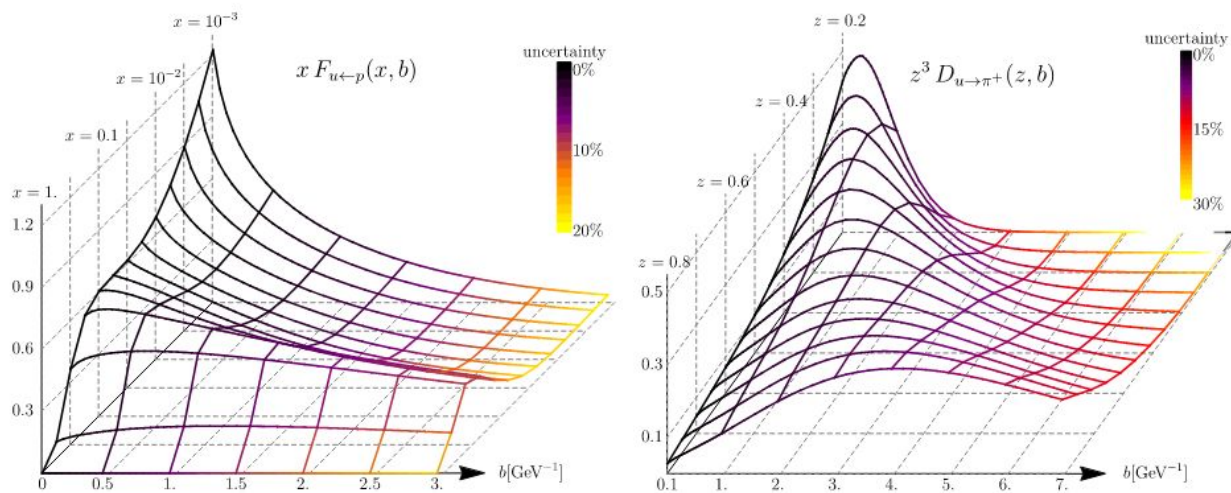 x = 10⁻³
x = 10⁻²
x = 0.1
x = 1.
x F_{u←p}(x, b)
uncertainty
0%
10%
20%
1.2
0.9
0.6
0.3
0 0.5 1. 1.5 2. 2.5 3. b[GeV⁻¹]
z = 0.2
z = 0.4
z = 0.6
z = 0.8
z³ D_{u→π⁺}(z, b)
uncertainty
0%
15%
30%
0.5
0.3
0.1
0.1 1. 2. 3. 4. 5. 6. 7. b[GeV⁻¹]